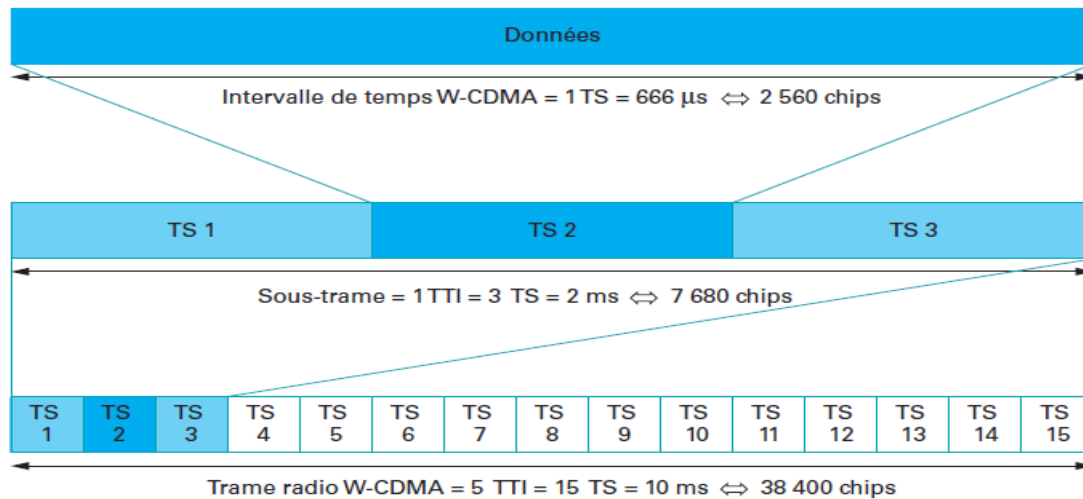 Données
Intervalle de temps W-CDMA = 1 TS = 666 μs ⇔ 2 560 chips
TS 1 TS 2 TS 3
Sous-trame = 1 TTI = 3 TS = 2 ms ⇔ 7 680 chips
TS TS TS TS TS TS TS TS TS TS TS TS TS TS TS
1 2 3 4 5 6 7 8 9 10 11 12 13 14 15
Trame radio W-CDMA = 5 TTI = 15 TS = 10 ms ⇔ 38 400 chips